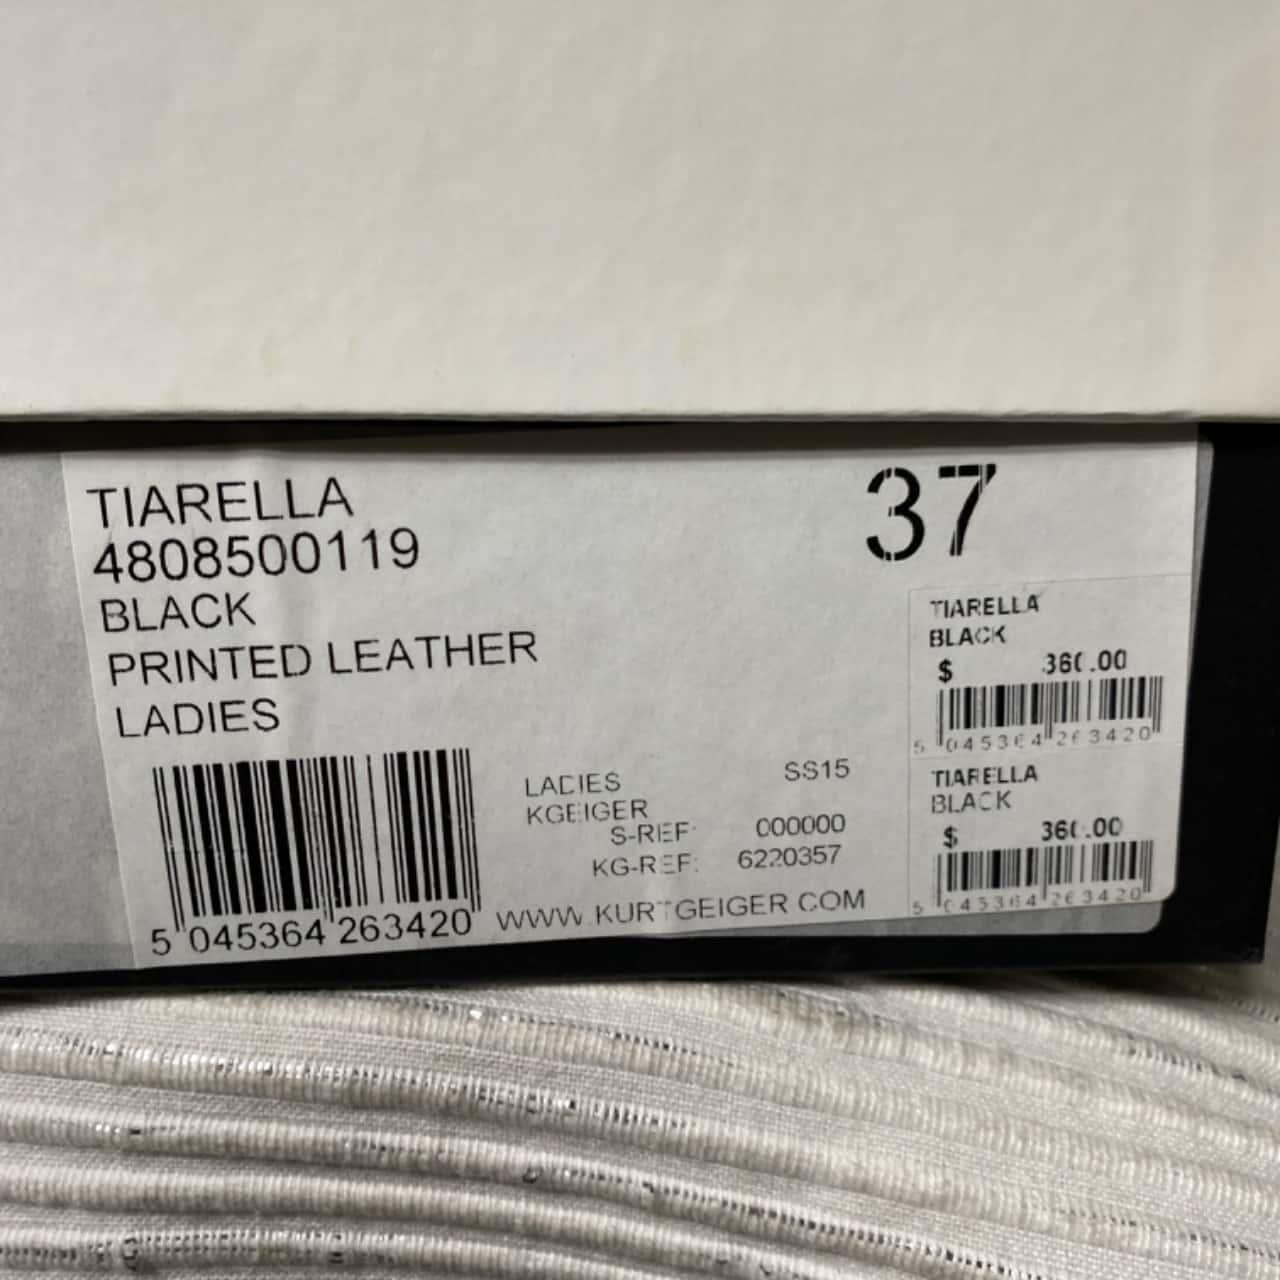 TIARELLA
4808500119
BLACK
PRINTED LEATHER
LADIES
37
5 045364 263420
LADIES SS15
KGEIGER
S-REF: 000000
KG-REF: 6220357
WWW.KURTGEIGER.COM
TIARELLA
BLACK
$ 360.00
5 045364 263420
TIARELLA
BLACK
$ 360.00
5 045364 263420